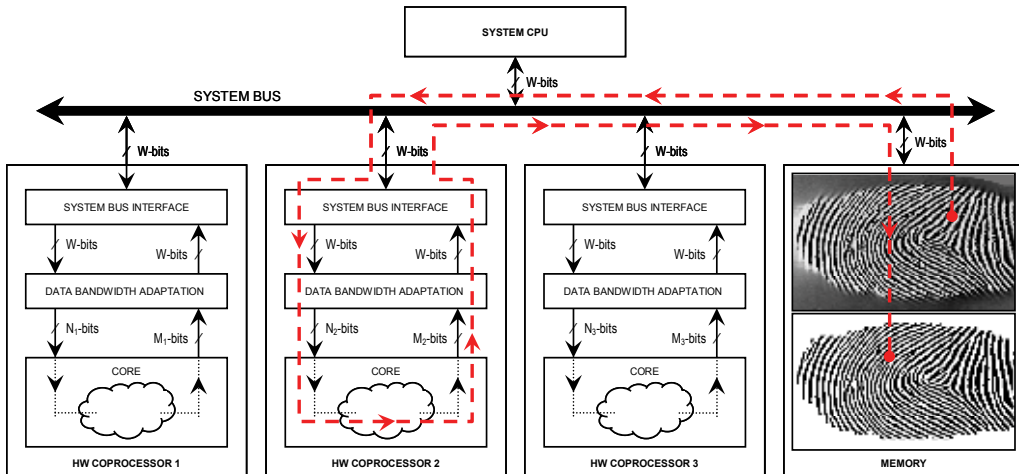 SYSTEM CPU
W-bits
SYSTEM BUS
W-bits
W-bits
W-bits
W-bits
SYSTEM BUS INTERFACE
SYSTEM BUS INTERFACE
SYSTEM BUS INTERFACE
W-bits
W-bits
W-bits
W-bits
W-bits
W-bits
DATA BANDWIDTH ADAPTATION
DATA BANDWIDTH ADAPTATION
DATA BANDWIDTH ADAPTATION
N₁-bits
M₁-bits
N₂-bits
M₂-bits
N₃-bits
M₃-bits
CORE
CORE
CORE
HW COPROCESSOR 1
HW COPROCESSOR 2
HW COPROCESSOR 3
MEMORY